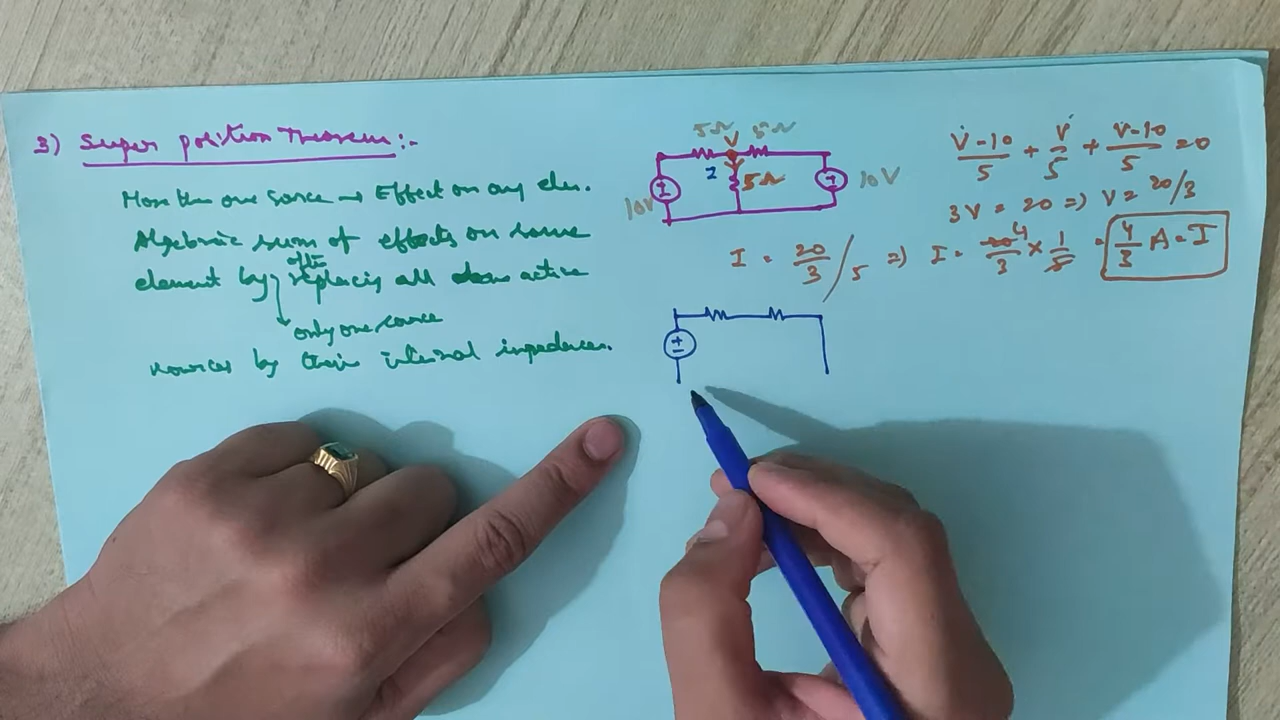 3) Super position Theorem:-
More than one source → Effect on any ele.
Algebraic sum of effects on same
after
element by replacing all active
only one source
sources by their internal impedances.
5Ω V 5Ω
I 5Ω
10V 10V
V-10/5 + V/5 + V-10/5 = 0
3V = 20 => V = 20/3
I = 20/3 / 5 => I = 20 4/3 × 1/5 = 4/3 A = I